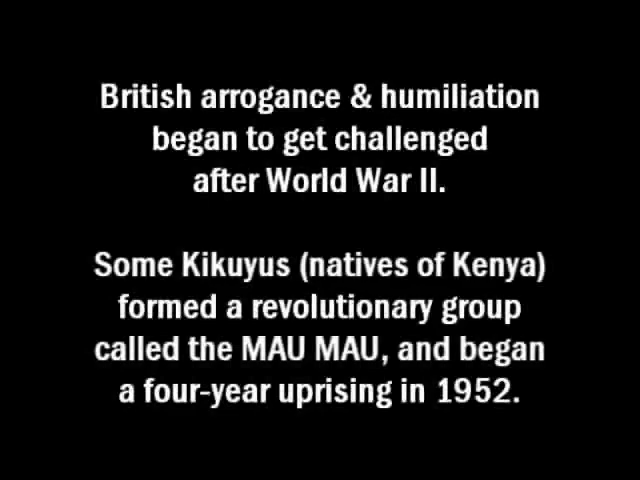 British arrogance & humiliation
began to get challenged
after World War II.
Some Kikuyus (natives of Kenya)
formed a revolutionary group
called the MAU MAU, and began
a four-year uprising in 1952.